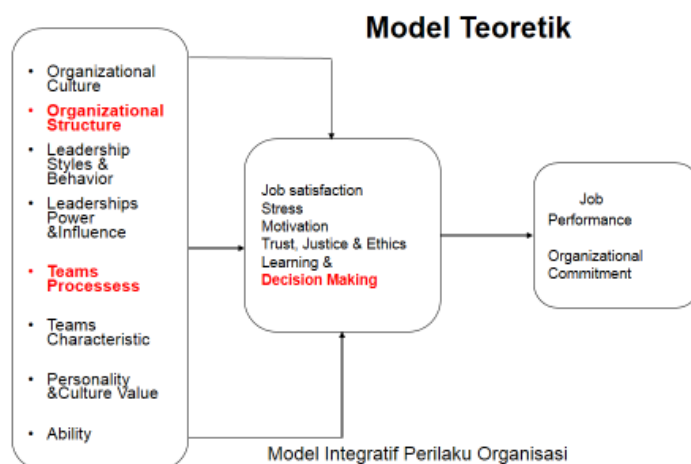 Model Teoretik
• Organizational
Culture
• Organizational
Structure
• Leadership
Styles &
Behavior
• Leaderships
Power
&Influence
• Teams
Processess
• Teams
Characteristic
• Personality
&Culture Value
• Ability
Job satisfaction
Stress
Motivation
Trust, Justice & Ethics
Learning &
Decision Making
Job
Performance
Organizational
Commitment
Model Integratif Perilaku Organisasi